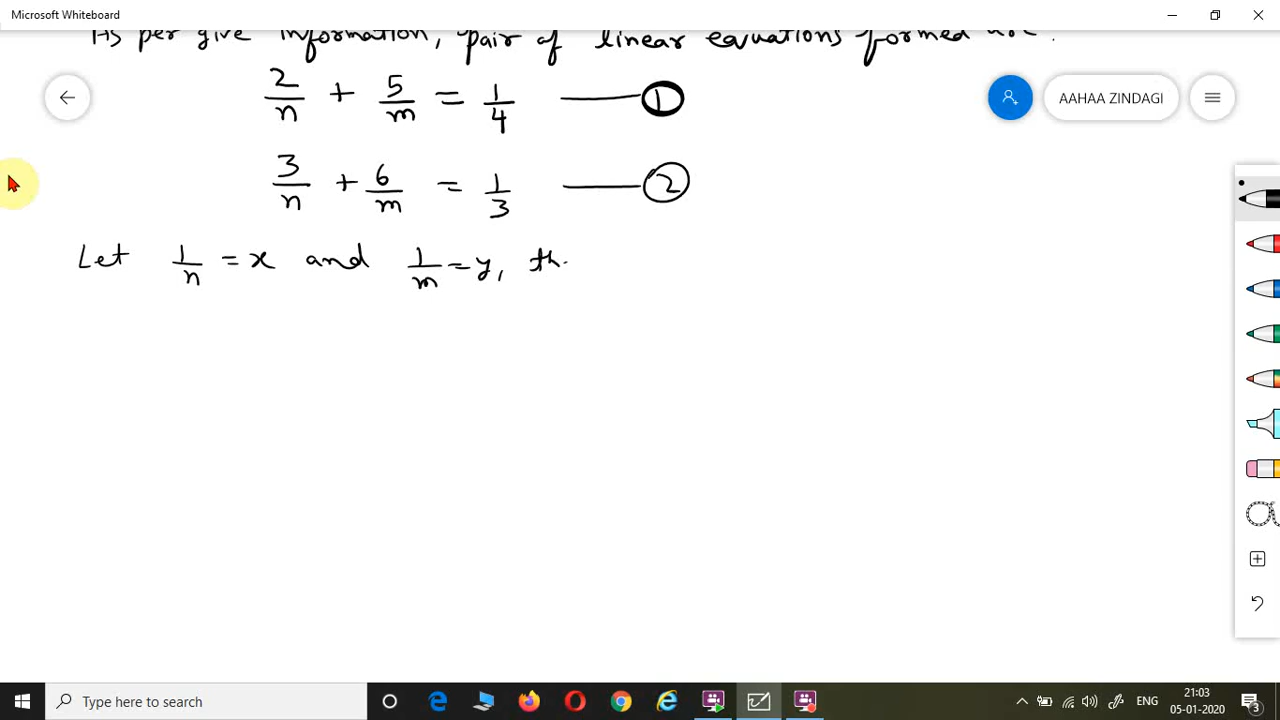 Microsoft Whiteboard
As per give information, pair of linear equations formed are :
AAHAA ZINDAGI
2/n + 5/m = 1/4 —— ①
3/n + 6/m = 1/3 —— ②
Let 1/n = x and 1/m = y, th
Type here to search
ENG
21:03
05-01-2020
3